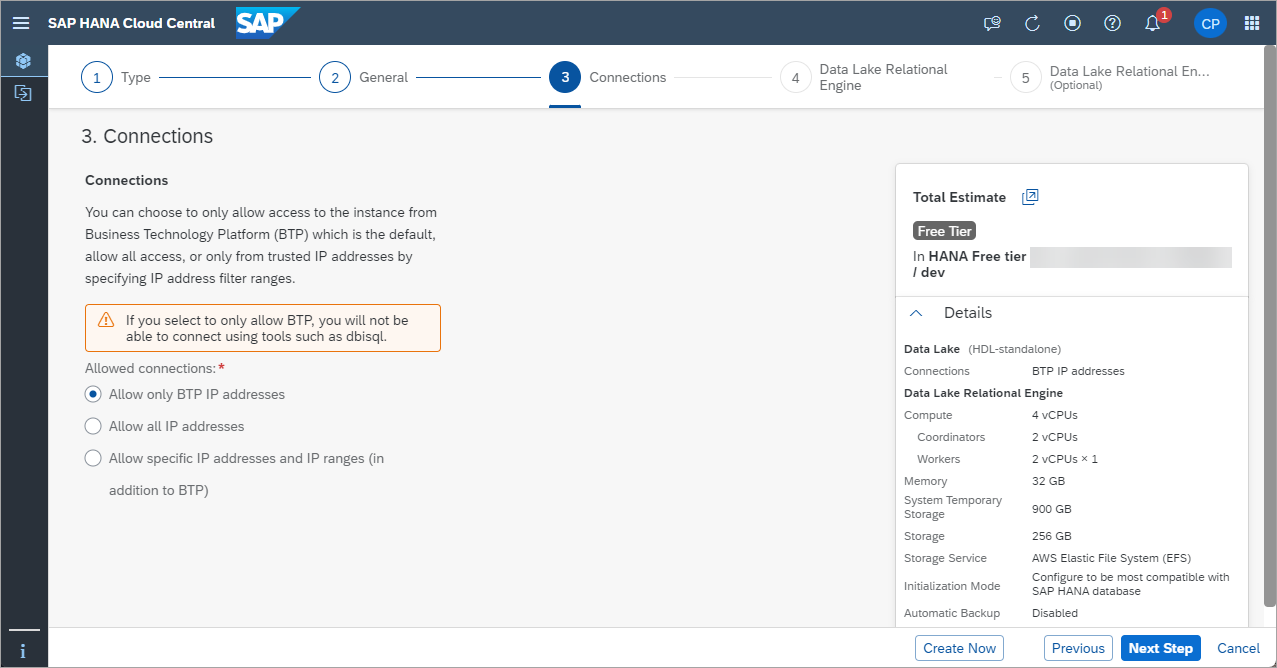 SAP HANA Cloud Central
SAP
1
CP
1 Type
2 General
3 Connections
4 Data Lake Relational
Engine
5 Data Lake Relational En...
(Optional)
3. Connections
Connections
You can choose to only allow access to the instance from
Business Technology Platform (BTP) which is the default,
allow all access, or only from trusted IP addresses by
specifying IP address filter ranges.
If you select to only allow BTP, you will not be
able to connect using tools such as dbisql.
Allowed connections:*
Allow only BTP IP addresses
Allow all IP addresses
Allow specific IP addresses and IP ranges (in
addition to BTP)
Total Estimate
Free Tier
In HANA Free tier
/ dev
Details
Data Lake (HDL-standalone)
Connections BTP IP addresses
Data Lake Relational Engine
Compute 4 vCPUs
Coordinators 2 vCPUs
Workers 2 vCPUs × 1
Memory 32 GB
System Temporary
Storage 900 GB
Storage 256 GB
Storage Service AWS Elastic File System (EFS)
Initialization Mode Configure to be most compatible with
SAP HANA database
Automatic Backup Disabled
Create Now Previous Next Step Cancel